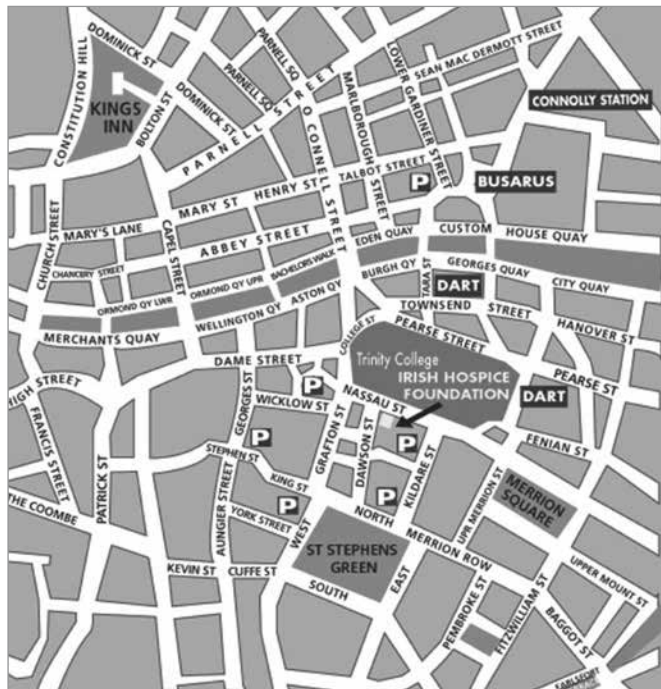 DOMINICK ST
PARNELL SQ
PARNELL SQ
CONSTITUTION HILL
KINGS
INN
BOLTON ST
DOMINICK ST
PARNELL STREET
O CONNELL STREET
MARLBOROUGH STREET
LOWER GARDINER STREET
SEAN MAC DERMOTT STREET
CONNOLLY STATION
TALBOT STREET
P
BUSARUS
MARY ST
HENRY ST
MARY'S LANE
ABBEY STREET
CHURCH STREET
CHANCERY STREET
CAPEL STREET
EDEN QUAY
CUSTOM HOUSE QUAY
ORMOND QY LWR
ORMOND QY UPR
BACHELORS WALK
BURGH QY
GEORGES QUAY
CITY QUAY
TARA ST
DART
MERCHANTS QUAY
WELLINGTON QY
ASTON QY
TOWNSEND STREET
HANOVER ST
COLLEGE ST
PEARSE STREET
PEARSE ST
DAME STREET
Trinity College
IRISH HOSPICE
FOUNDATION
DART
HIGH STREET
FRANCIS STREET
PATRICK ST
GEORGES ST
WICKLOW ST
P
P
NASSAU ST
GRAFTON ST
DAWSON ST
P
KILDARE ST
FENIAN ST
STEPHEN ST
KING ST
P
P
YORK STREET
AUNGIER STREET
THE COOMBE
KEVIN ST
CUFFE ST
WEST
NORTH
ST STEPHENS
GREEN
SOUTH
EAST
MERRION ROW
UPR MERRION ST
MERRION
SQUARE
PEMBROKE ST
FITZWILLIAM ST
UPPER MOUNT ST
BAGGOT ST